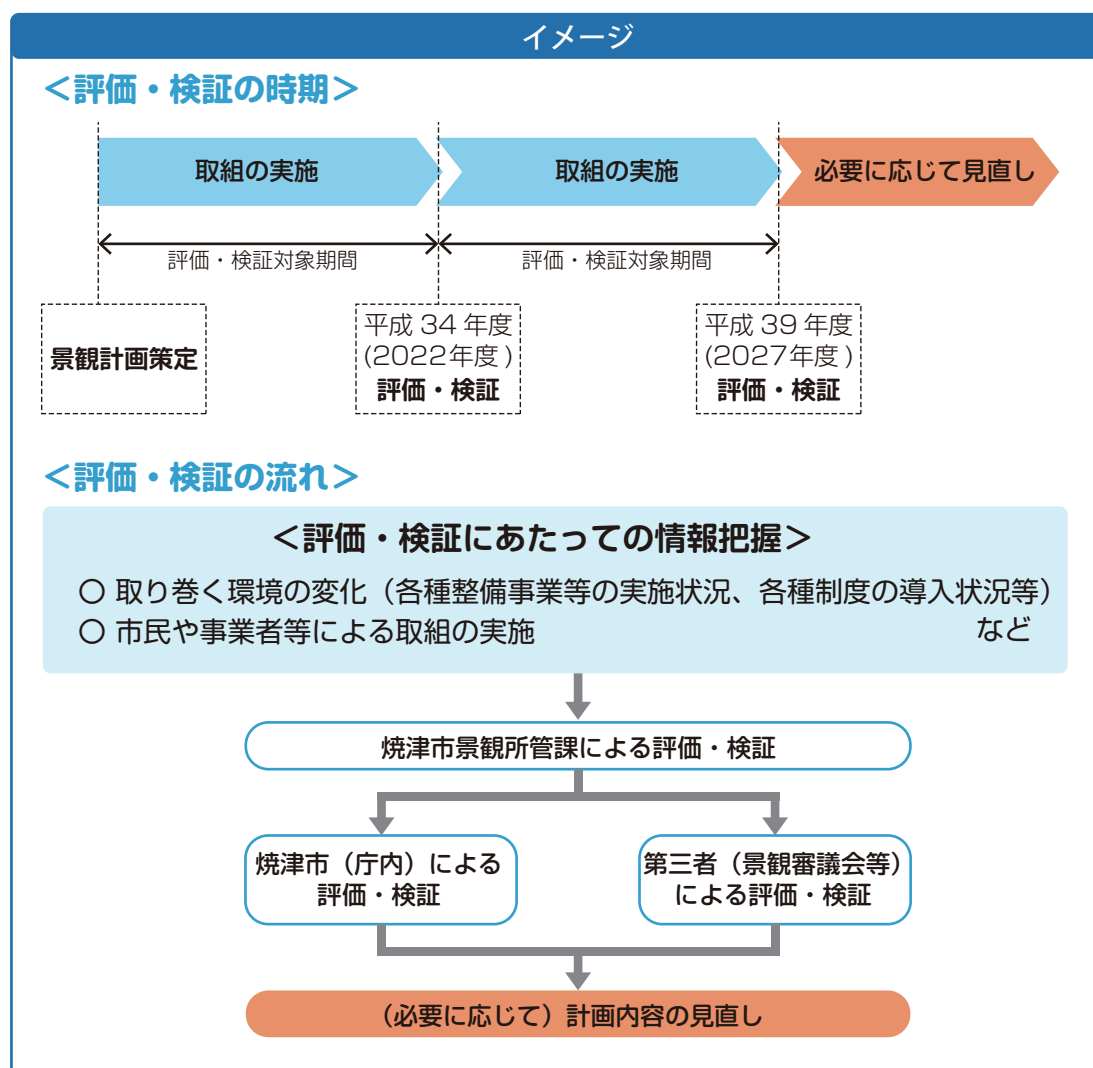 イメージ
＜評価・検証の時期＞
取組の実施
取組の実施
必要に応じて見直し
評価・検証対象期間
評価・検証対象期間
景観計画策定
平成 34 年度
(2022年度 )
評価・検証
平成 39 年度
(2027年度 )
評価・検証
＜評価・検証の流れ＞
＜評価・検証にあたっての情報把握＞
○ 取り巻く環境の変化（各種整備事業等の実施状況、各種制度の導入状況等）
○ 市民や事業者等による取組の実施 など
焼津市景観所管課による評価・検証
焼津市（庁内）による
評価・検証
第三者（景観審議会等）
による評価・検証
（必要に応じて）計画内容の見直し